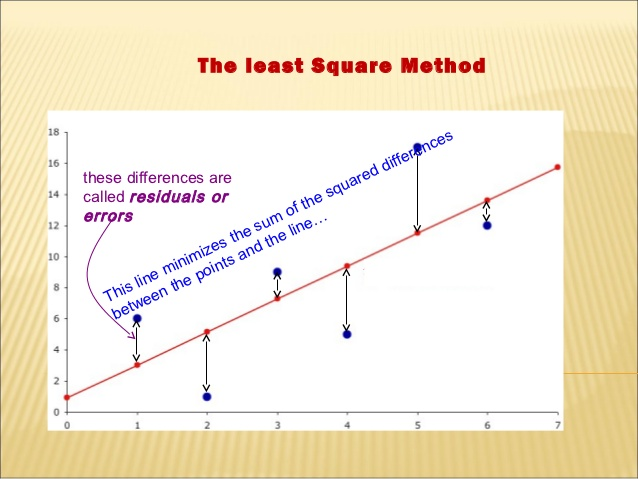 The least Square Method
18
16
14
12
10
8
6
4
2
0
these differences are
called residuals or
errors
This line minimizes the sum of the squared differences
between the points and the line…
0 1 2 3 4 5 6 7